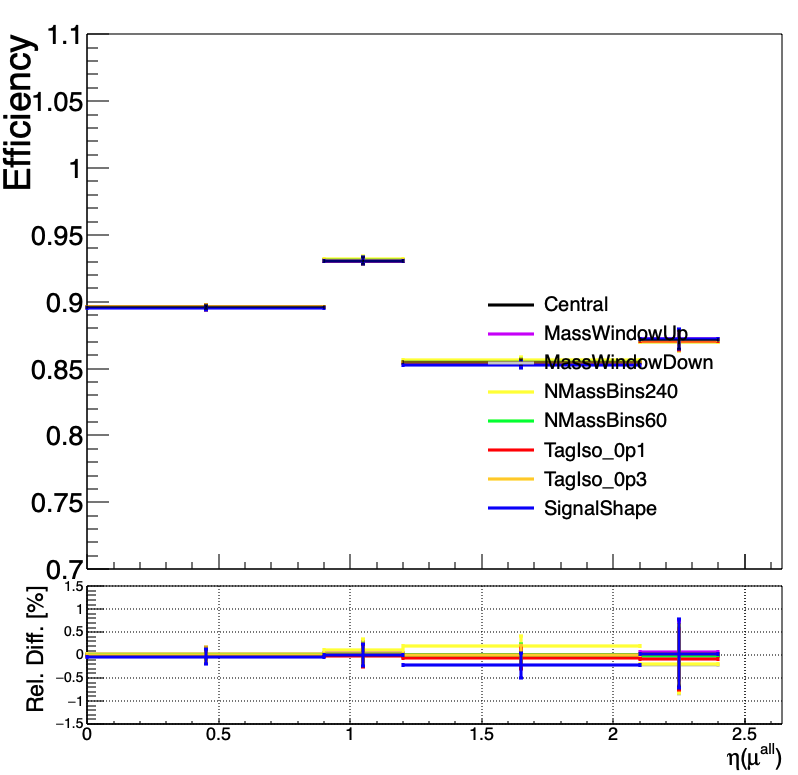 Efficiency
1.1
1.05
1
0.95
0.9
0.85
0.8
0.75
0.7
Central
MassWindowUp
MassWindowDown
NMassBins240
NMassBins60
TagIso_0p1
TagIso_0p3
SignalShape
Rel. Diff. [%]
1.5
1
0.5
0
−0.5
−1
−1.5
0 0.5 1 1.5 2 2.5
η(μall)